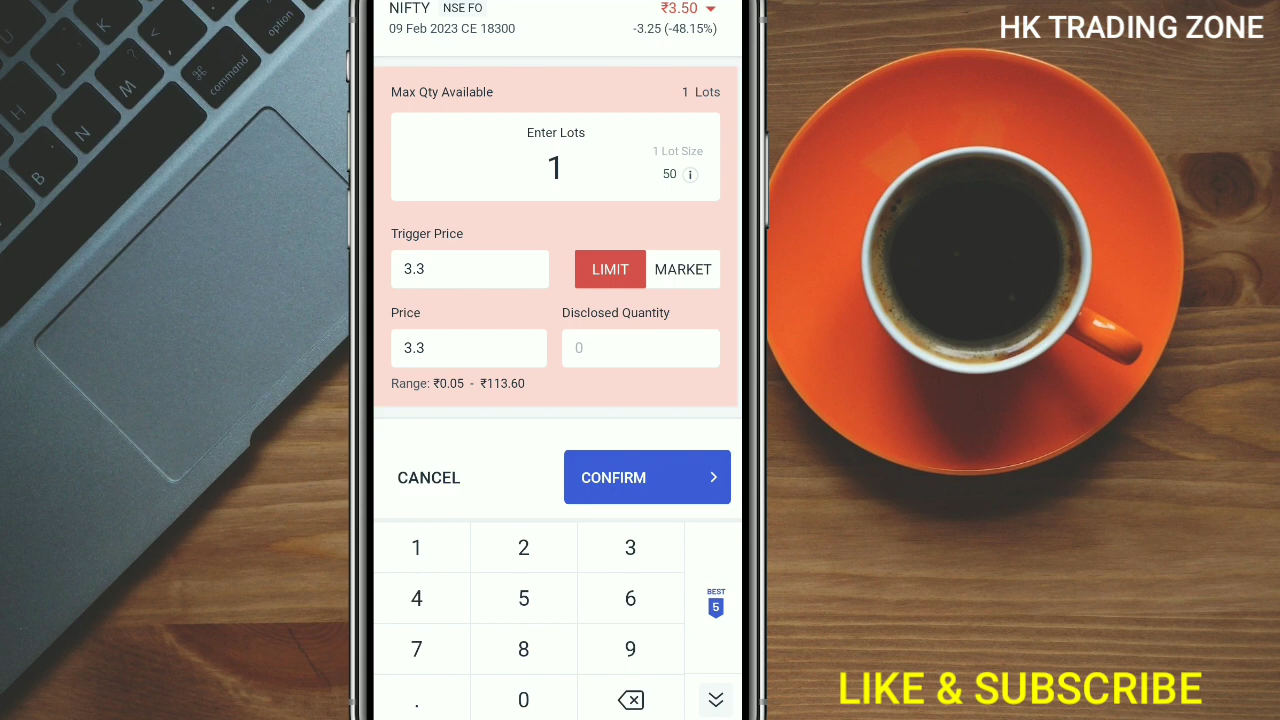 HK TRADING ZONE
NIFTY NSE FO ₹3.50
09 Feb 2023 CE 18300 -3.25 (-48.15%)
Max Qty Available 1 Lots
Enter Lots
1 Lot Size
1
50 i
Trigger Price
3.3 LIMIT MARKET
Price Disclosed Quantity
3.3 0
Range: ₹0.05 - ₹113.60
CANCEL CONFIRM
1 2 3
BEST
4 5 6 5
7 8 9
. 0
LIKE & SUBSCRIBE
U
J
H
N
B
M
<
?
⌘
command
option